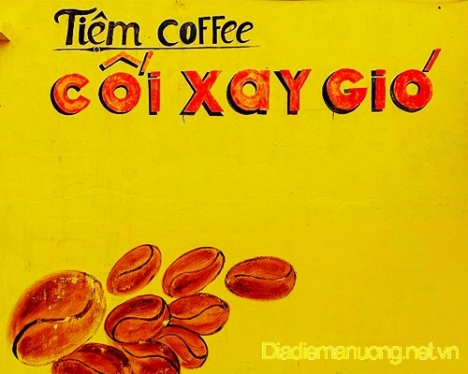 Tiệm COFFee
CỐI XAY GIÓ
Diadiemanuong.net.vn